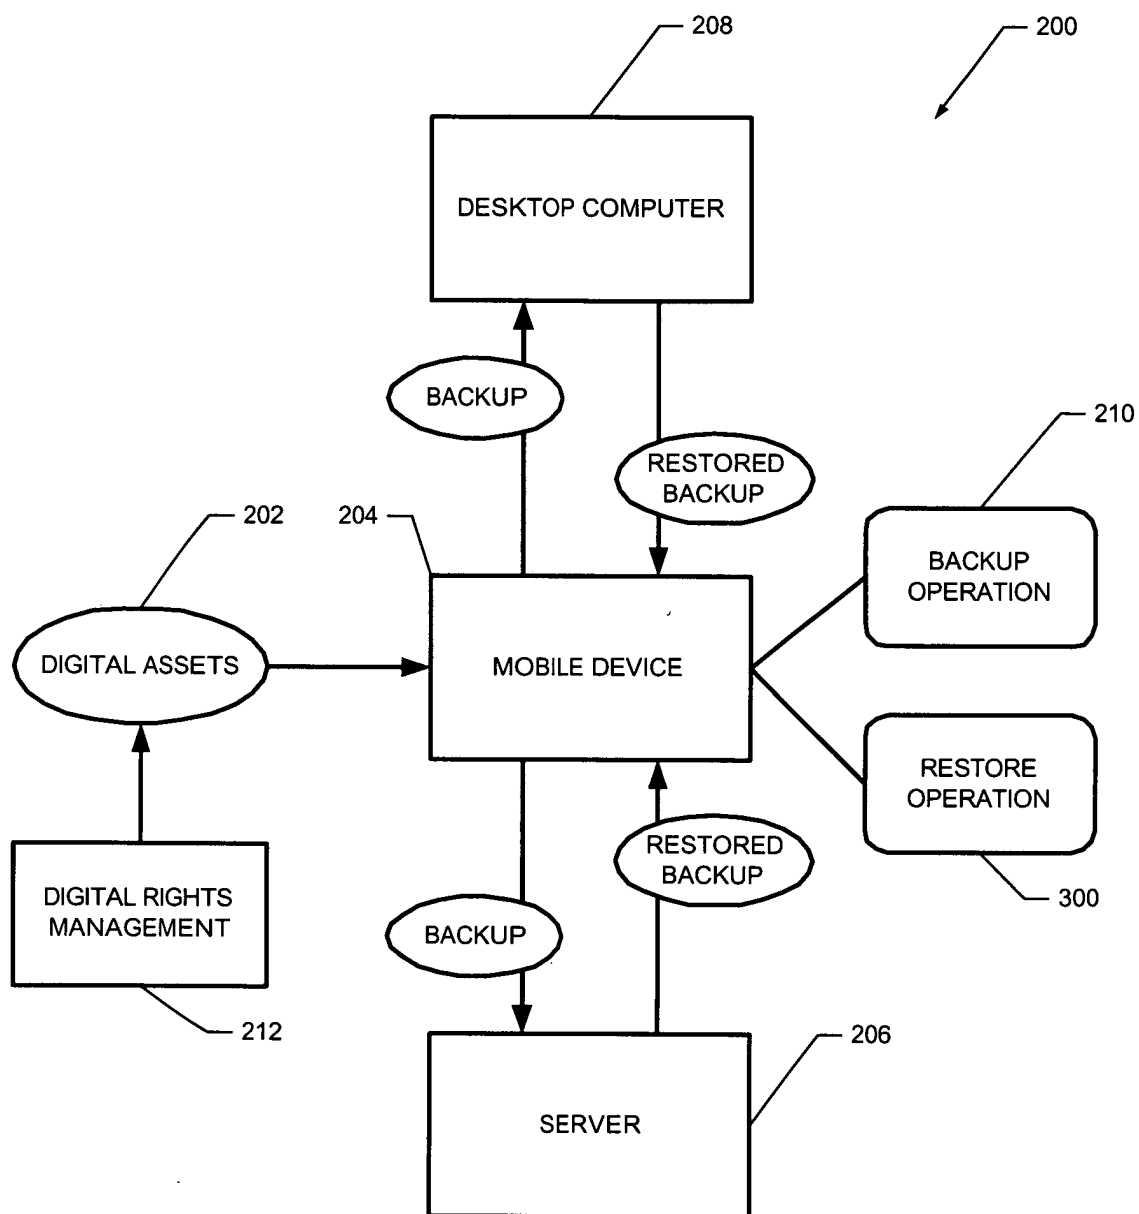 208
200
DESKTOP COMPUTER
BACKUP
210
RESTORED
BACKUP
202
204
BACKUP
OPERATION
DIGITAL ASSETS
MOBILE DEVICE
RESTORE
OPERATION
RESTORED
BACKUP
DIGITAL RIGHTS
MANAGEMENT
300
BACKUP
212
206
SERVER